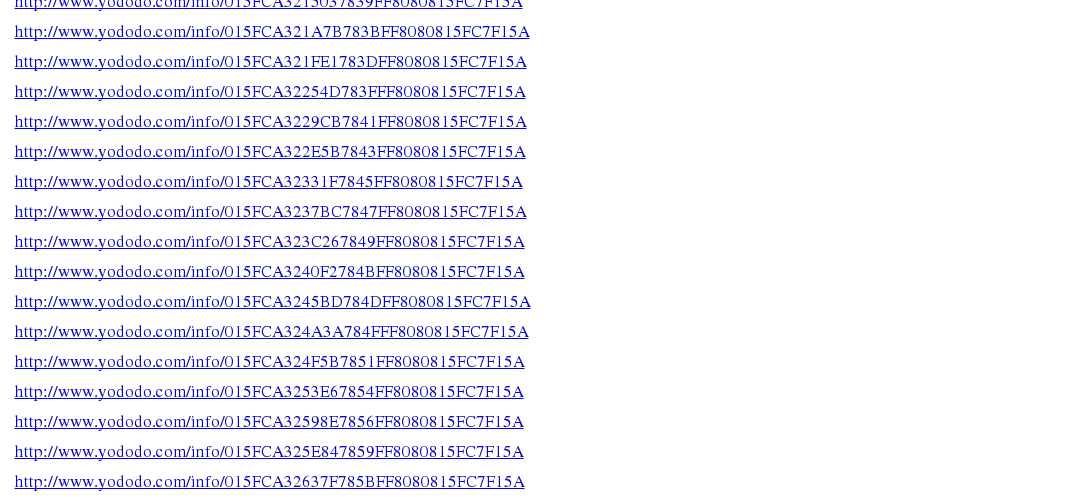 http://www.yododo.com/info/015FCA3215037839FF8080815FC7F15A
http://www.yododo.com/info/015FCA321A7B783BFF8080815FC7F15A
http://www.yododo.com/info/015FCA321FE1783DFF8080815FC7F15A
http://www.yododo.com/info/015FCA32254D783FFF8080815FC7F15A
http://www.yododo.com/info/015FCA3229CB7841FF8080815FC7F15A
http://www.yododo.com/info/015FCA322E5B7843FF8080815FC7F15A
http://www.yododo.com/info/015FCA32331F7845FF8080815FC7F15A
http://www.yododo.com/info/015FCA3237BC7847FF8080815FC7F15A
http://www.yododo.com/info/015FCA323C267849FF8080815FC7F15A
http://www.yododo.com/info/015FCA3240F2784BFF8080815FC7F15A
http://www.yododo.com/info/015FCA3245BD784DFF8080815FC7F15A
http://www.yododo.com/info/015FCA324A3A784FFF8080815FC7F15A
http://www.yododo.com/info/015FCA324F5B7851FF8080815FC7F15A
http://www.yododo.com/info/015FCA3253E67854FF8080815FC7F15A
http://www.yododo.com/info/015FCA32598E7856FF8080815FC7F15A
http://www.yododo.com/info/015FCA325E847859FF8080815FC7F15A
http://www.yododo.com/info/015FCA32637F785BFF8080815FC7F15A